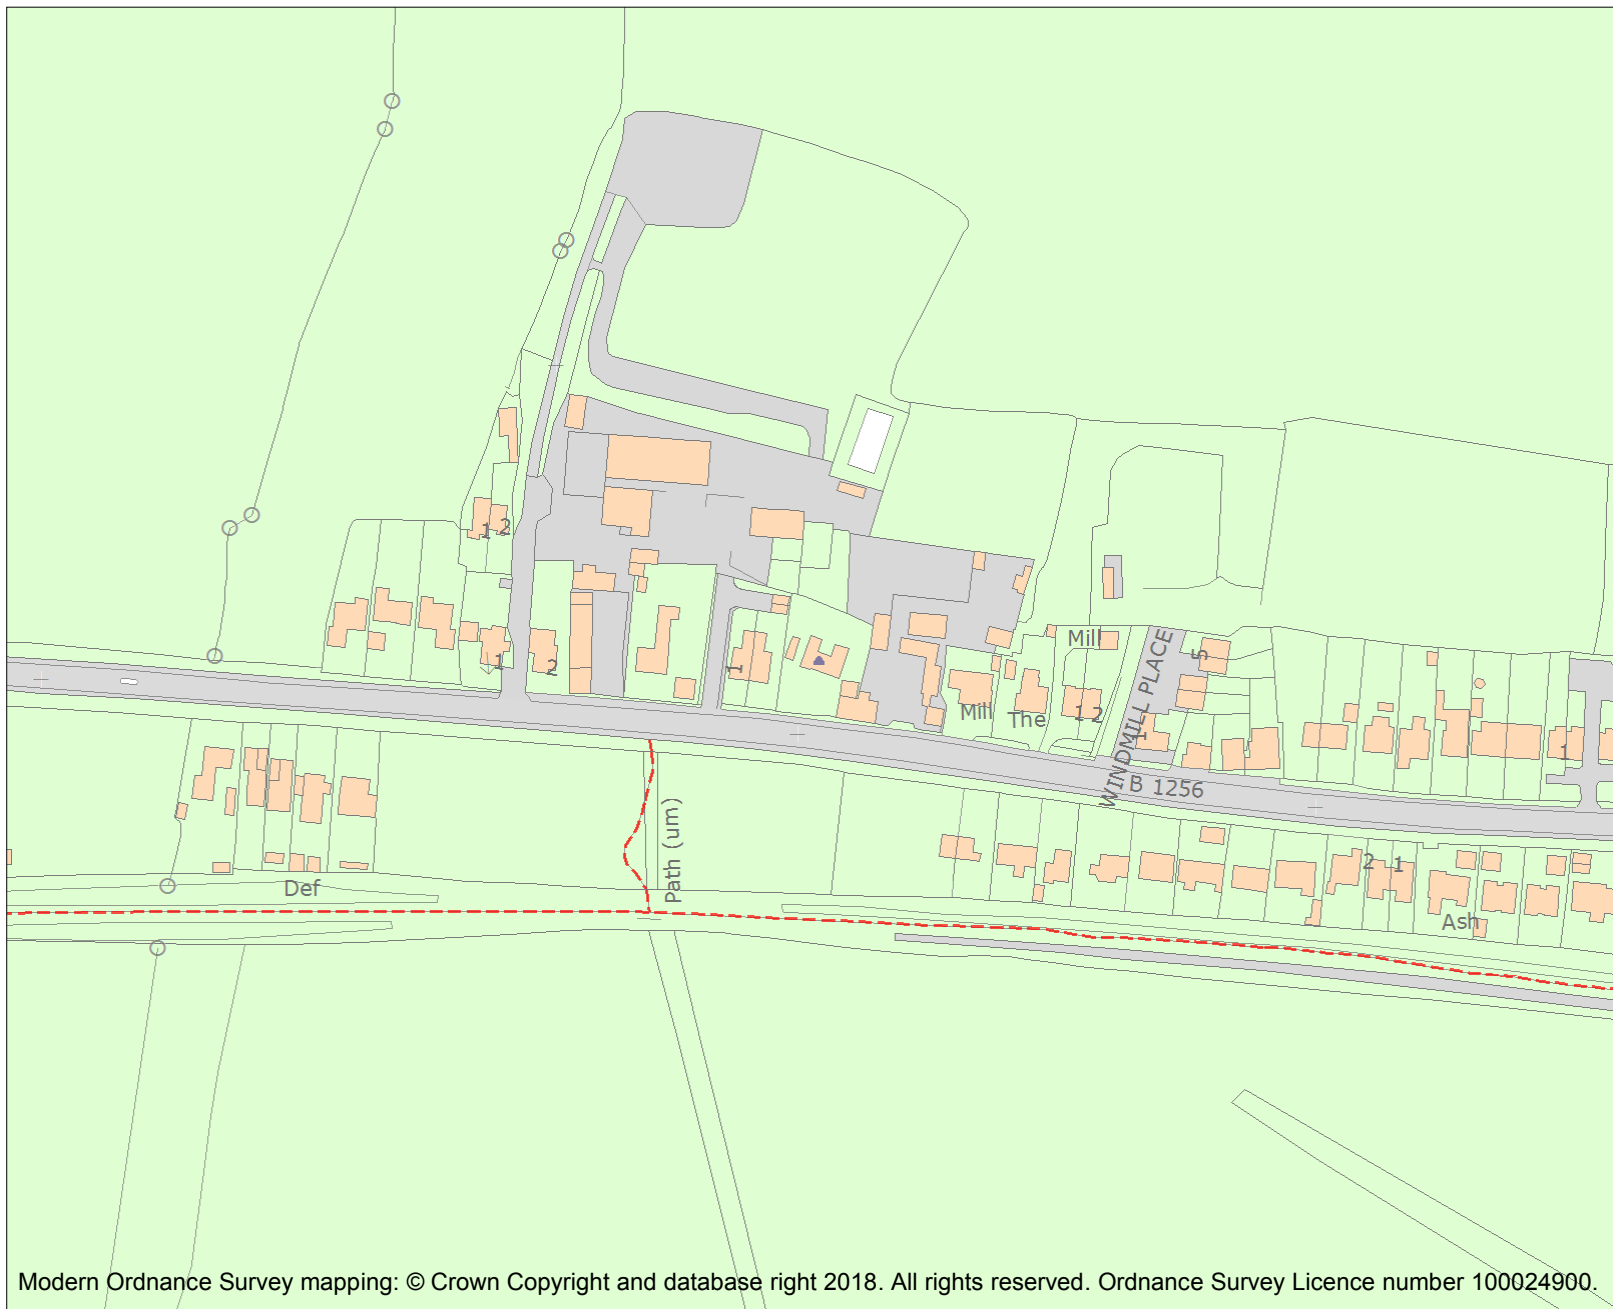 1 2
1
2
1
Mill
5
WINDMILL PLACE
Mill
The
1 2
1
1
B 1256
Path (um)
2 1
Def
Ash
Modern Ordnance Survey mapping: © Crown Copyright and database right 2018. All rights reserved. Ordnance Survey Licence number 100024900.